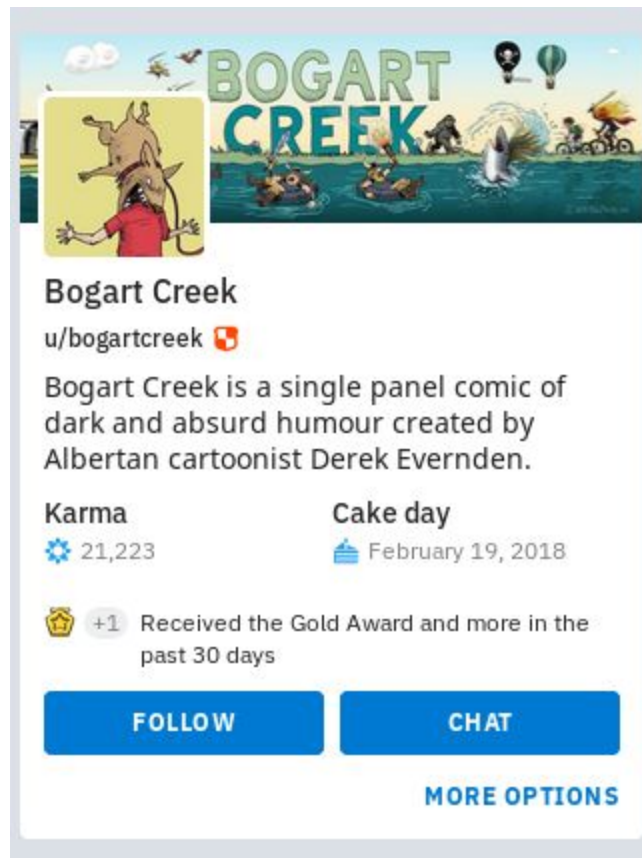 BOGART
CREEK
Bogart Creek
u/bogartcreek
Bogart Creek is a single panel comic of
dark and absurd humour created by
Albertan cartoonist Derek Evernden.
Karma
Cake day
21,223
February 19, 2018
+1
Received the Gold Award and more in the
past 30 days
FOLLOW
CHAT
MORE OPTIONS